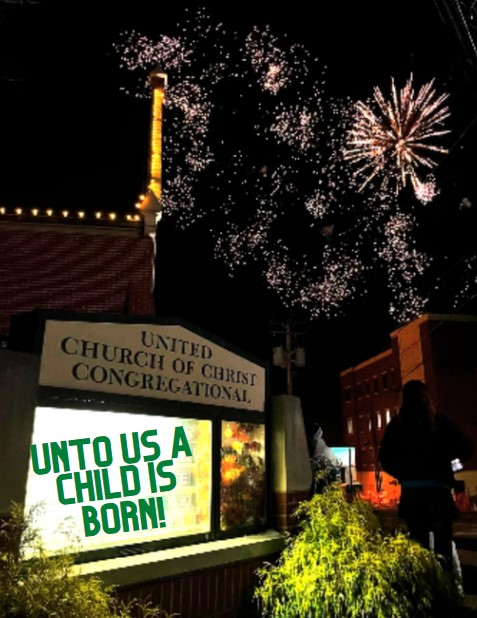 UNITED
CHURCH OF CHRIST
CONGREGATIONAL
UNTO US A
CHILD IS
BORN!